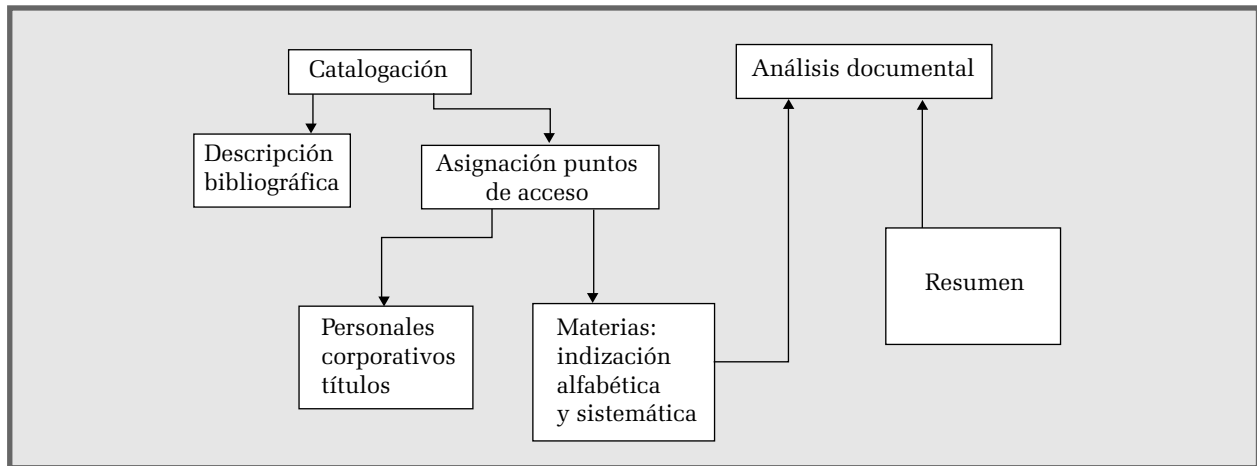 Catalogación
Análisis documental
Descripción
bibliográfica
Asignación puntos
de acceso
Personales
corporativos
títulos
Materias:
indización
alfabética
y sistemática
Resumen